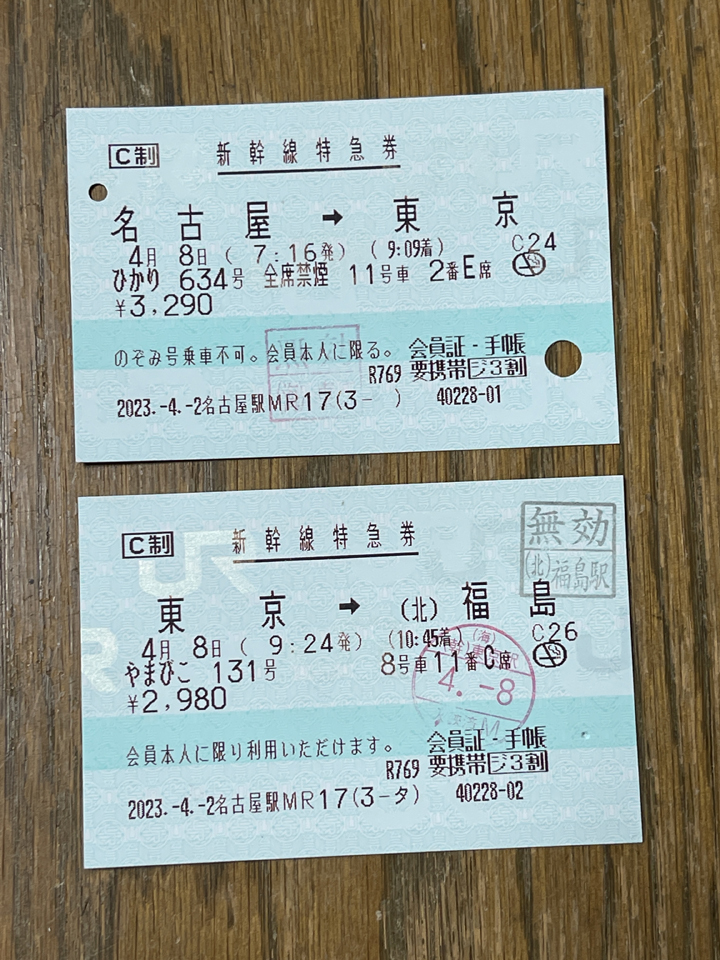 C制
新幹線特急券
名古屋 → 東京
4月 8日 ( 7:16発) ( 9:09着) C24
ひかり 634号 全席禁煙 11号車 2番E席
￥3,290
のぞみ号乗車不可。会員本人に限る。 会員証・手帳
R769 要携帯ジ3割
2023.-4.-2名古屋駅MR17(3- ) 40228-01
C制
新幹線特急券
無効
(北)福島駅
東京 → (北)福島
4月 8日 ( 9:24発) (10:45着) C26
やまびこ 131号 8号車11番C席
￥2,980
(海)
4.-8
会員本人に限り利用いただけます。 会員証・手帳
R769 要携帯ジ3割
2023.-4.-2名古屋駅MR17(3-タ) 40228-02